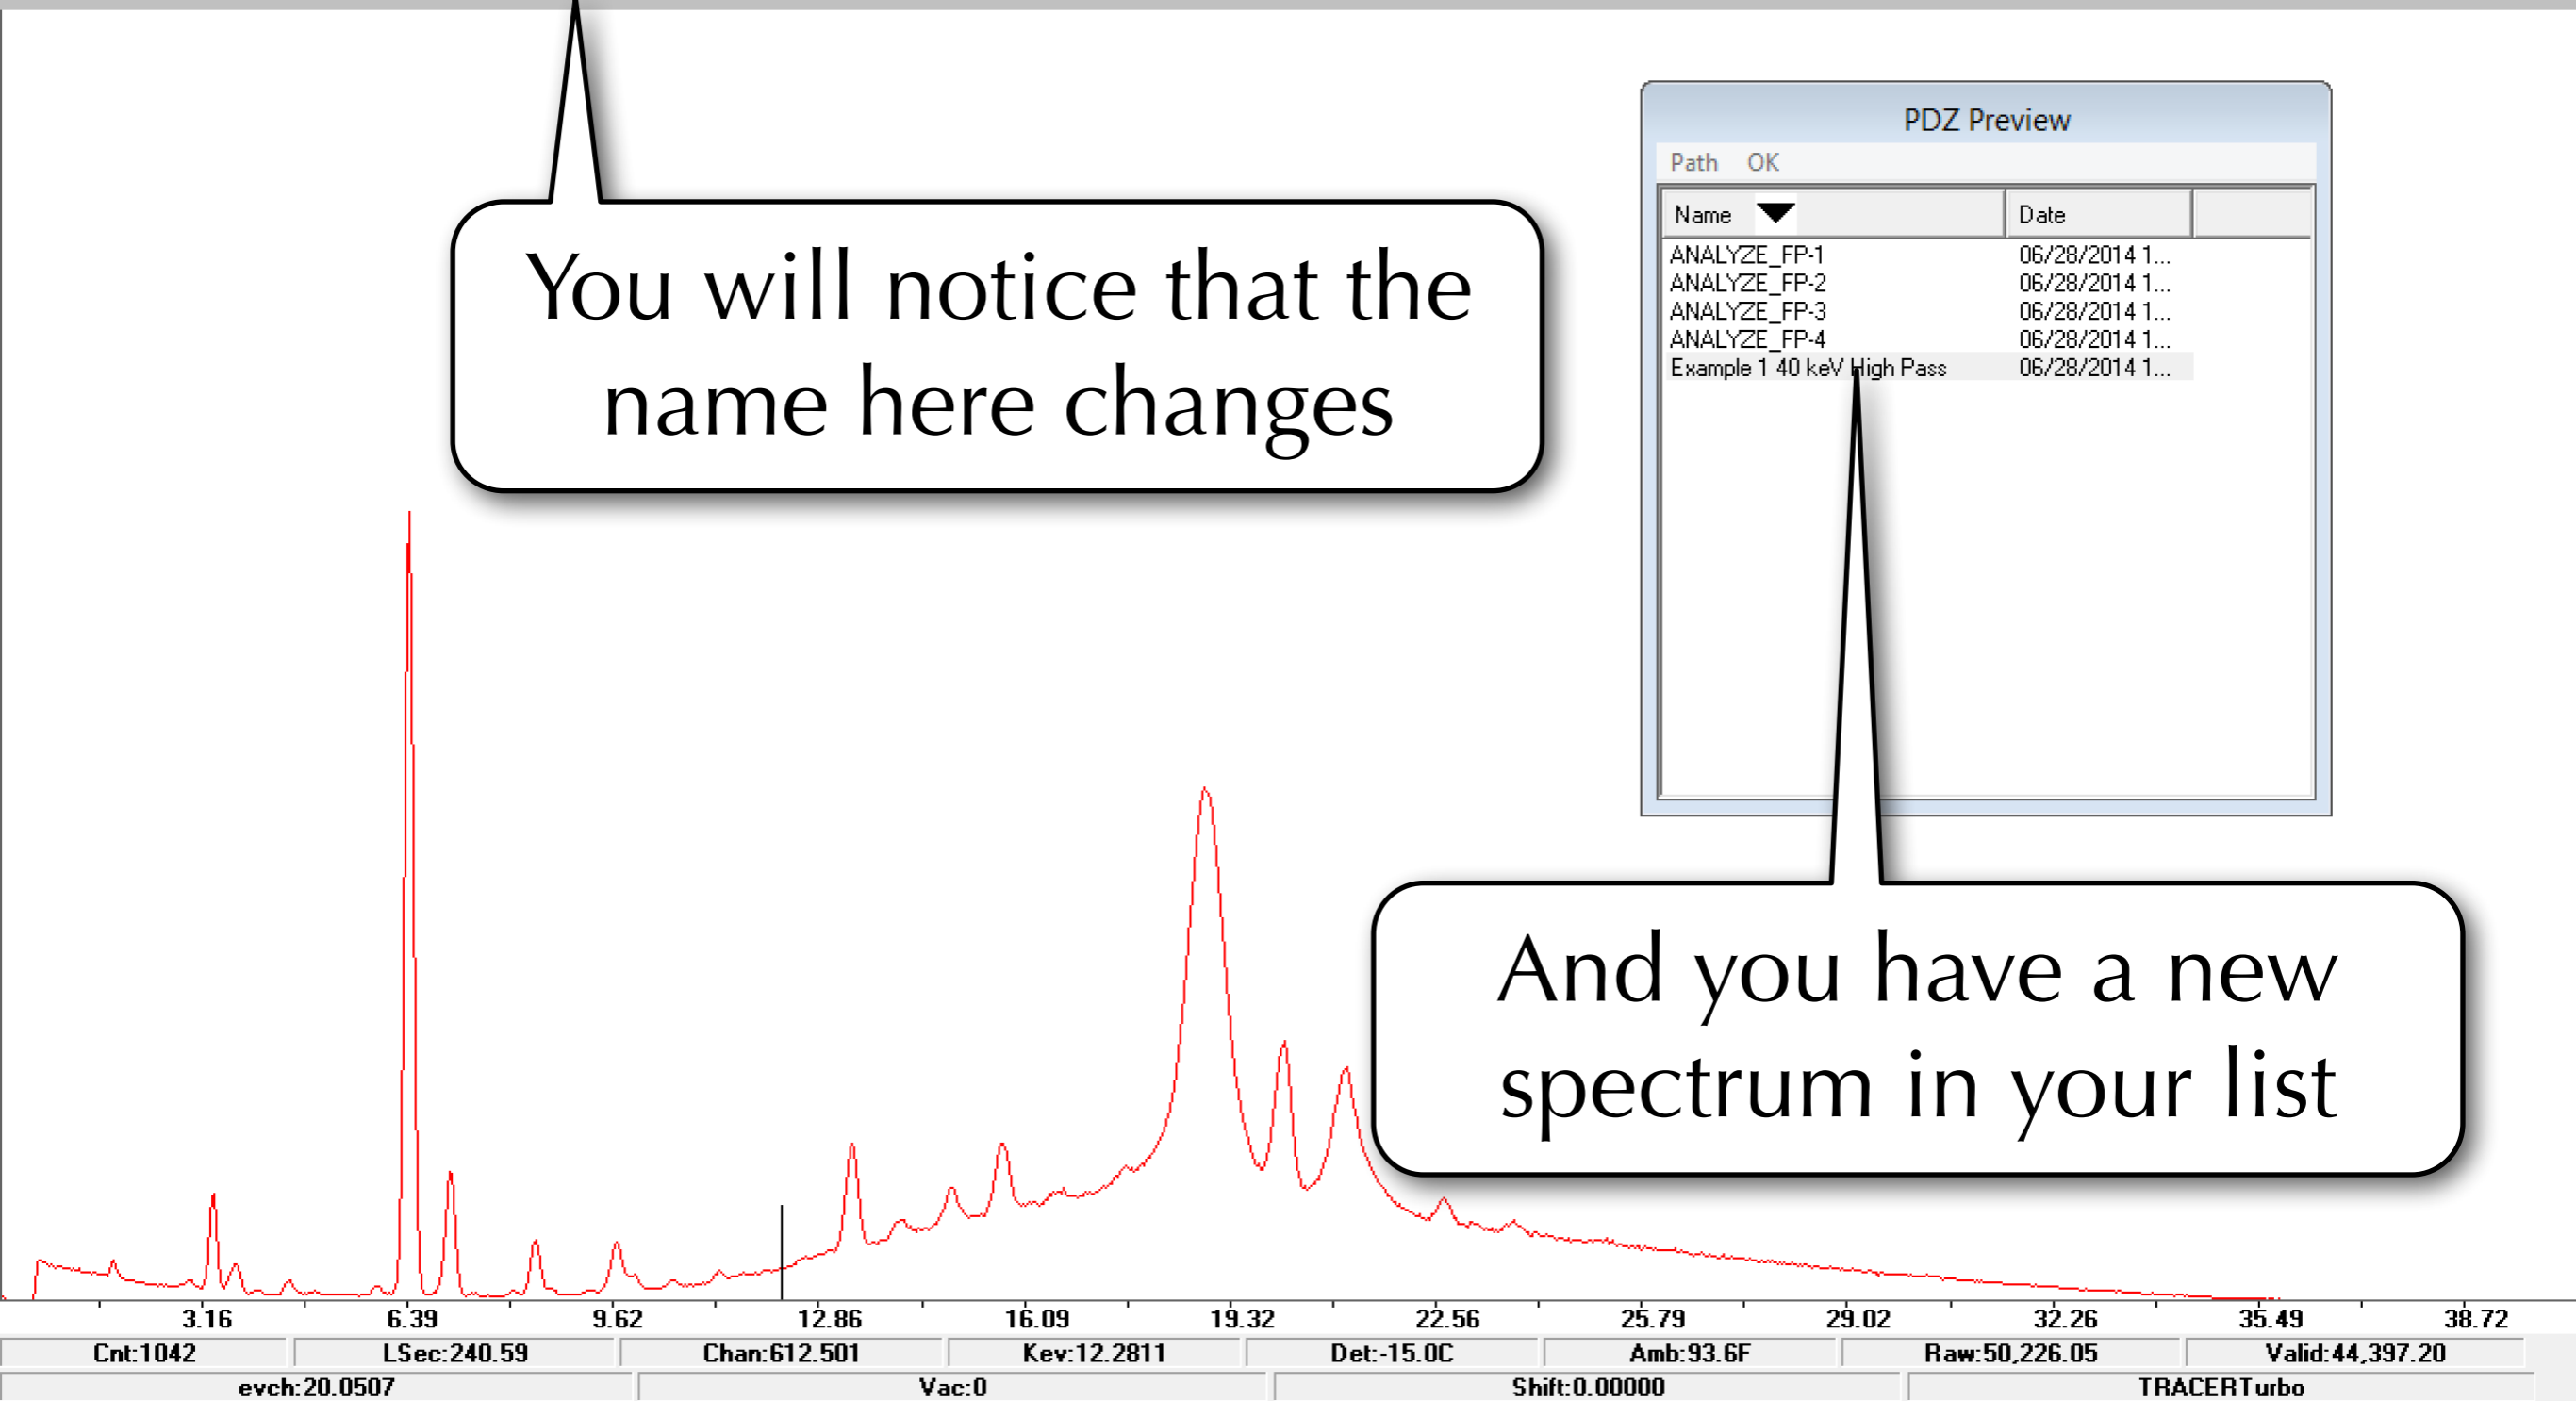 You will notice that the
name here changes
PDZ Preview
Path OK
Name Date
ANALYZE_FP-1 06/28/2014 1...
ANALYZE_FP-2 06/28/2014 1...
ANALYZE_FP-3 06/28/2014 1...
ANALYZE_FP-4 06/28/2014 1...
Example 1 40 keV High Pass 06/28/2014 1...
And you have a new
spectrum in your list
3.16 6.39 9.62 12.86 16.09 19.32 22.56 25.79 29.02 32.26 35.49 38.72
Cnt:1042 LSec:240.59 Chan:612.501 Kev:12.2811 Det:-15.0C Amb:93.6F Raw:50,226.05 Valid:44,397.20
evch:20.0507 Vac:0 Shift:0.00000 TRACERTurbo